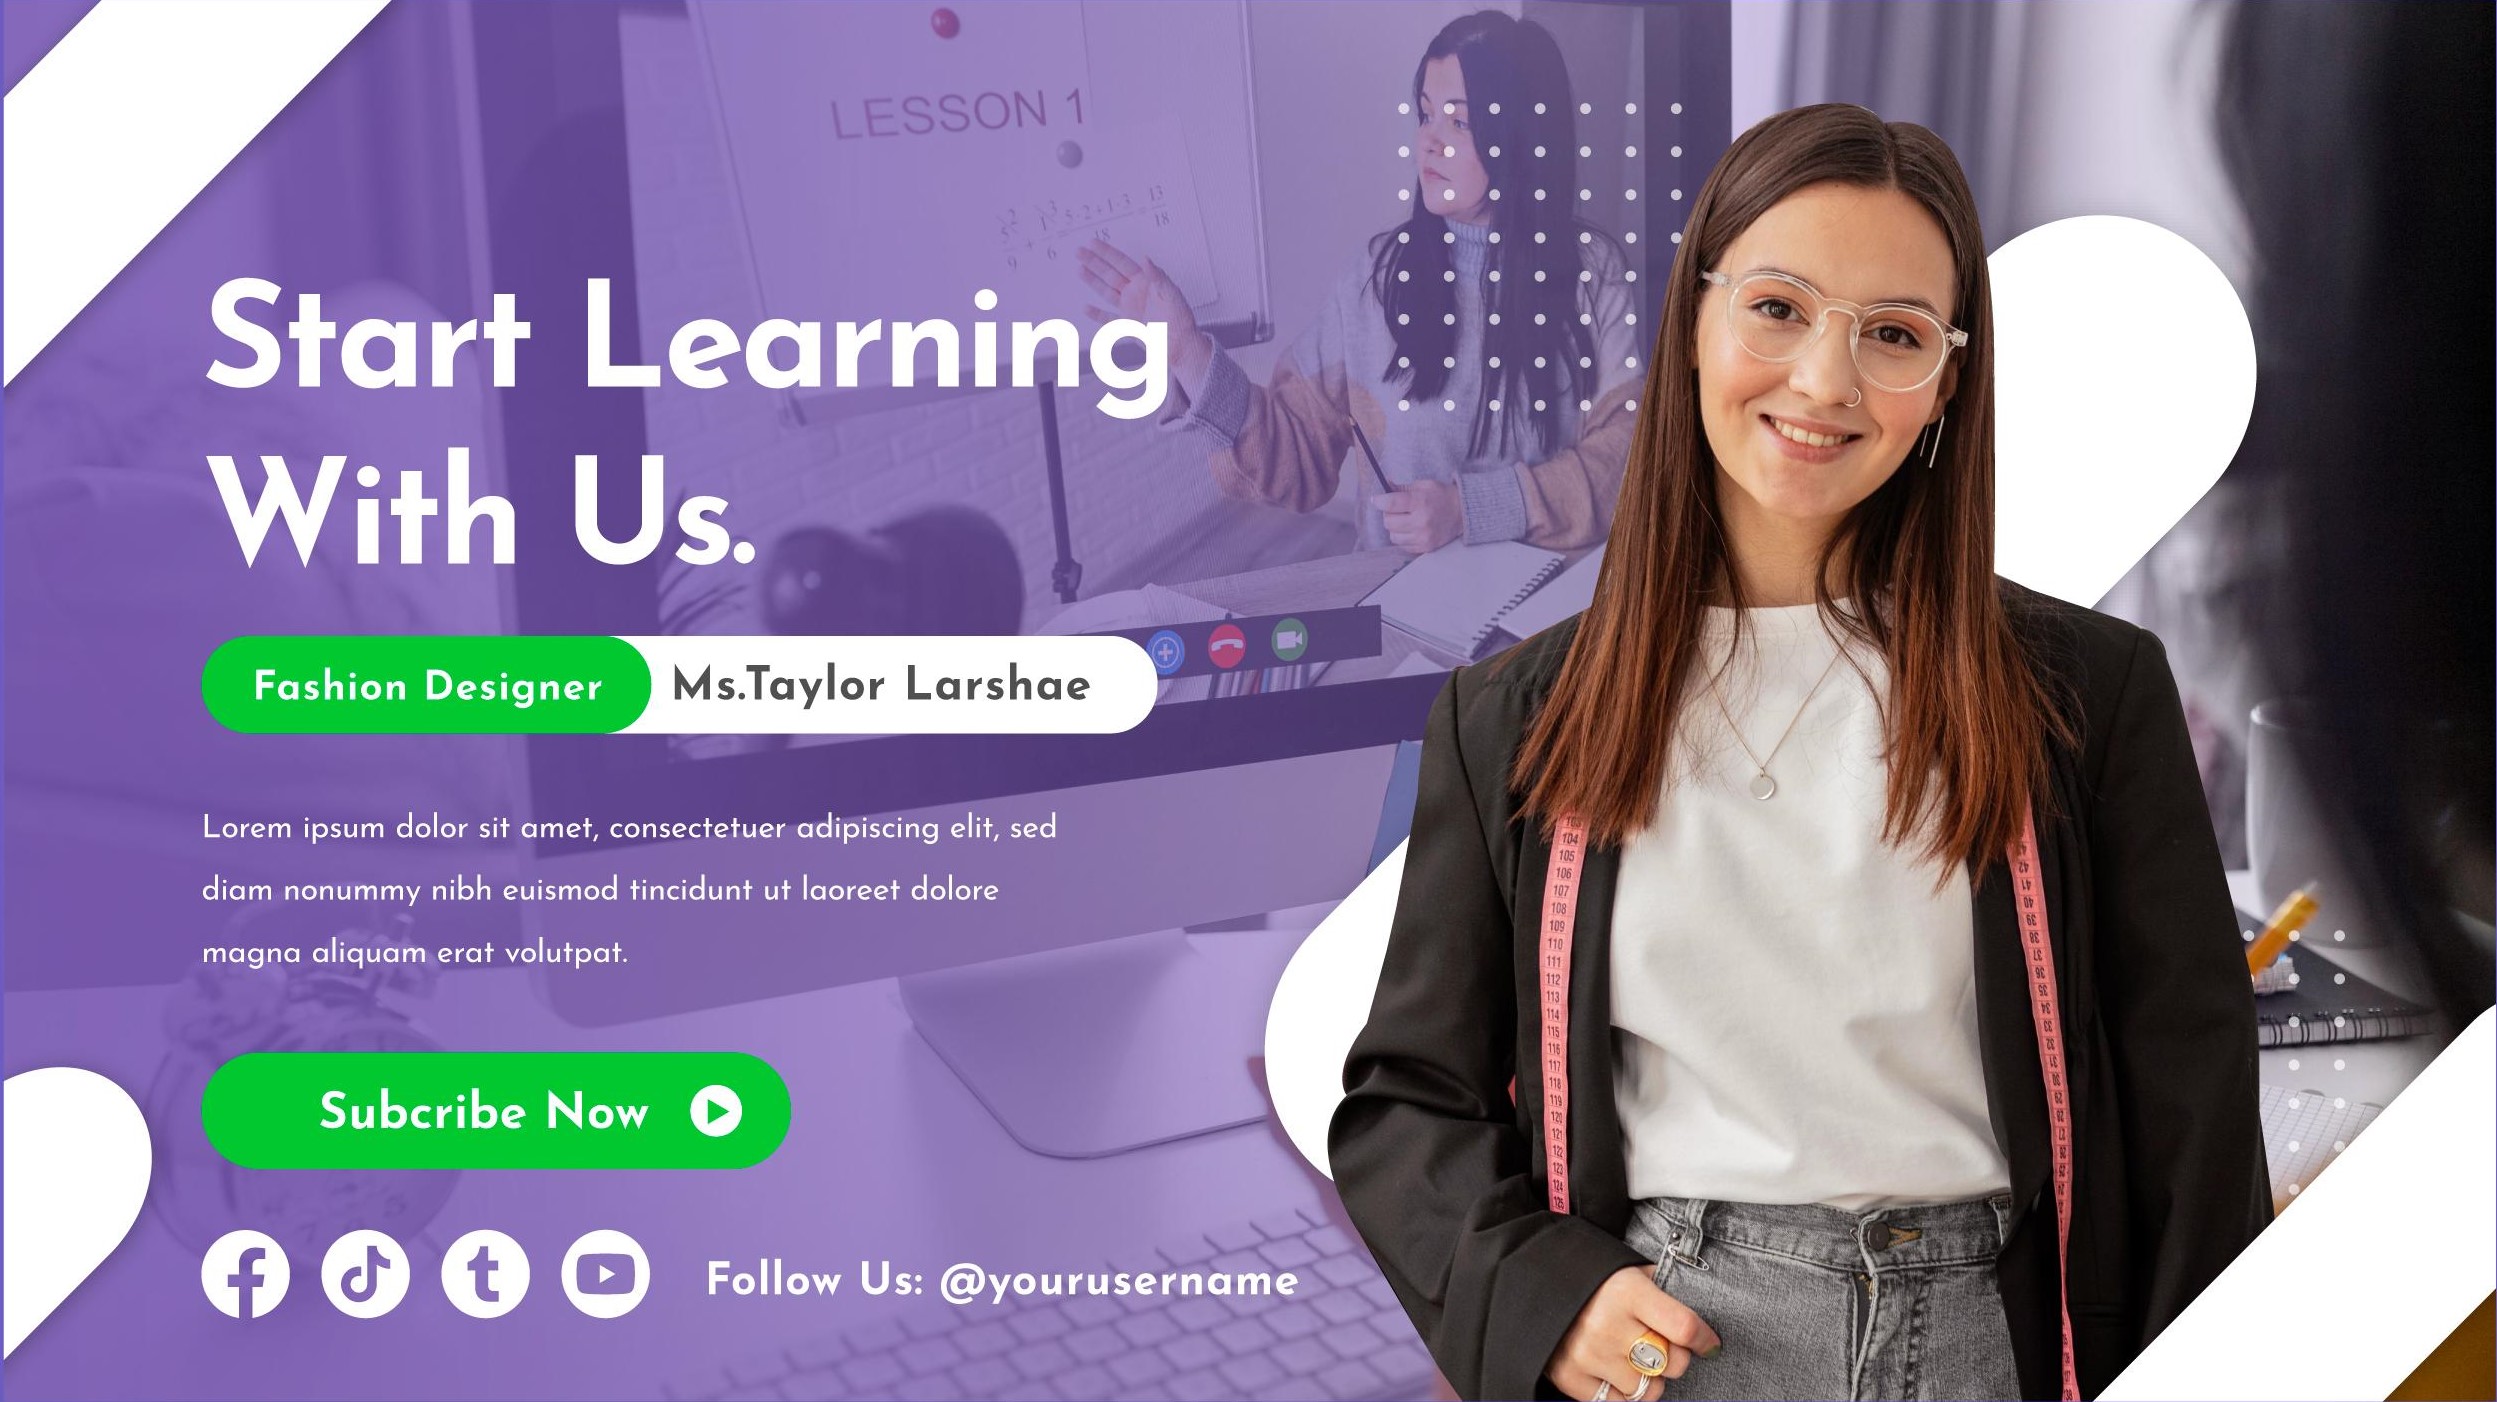 LESSON 1
Start Learning
With Us.
Fashion Designer Ms.Taylor Larshae
Lorem ipsum dolor sit amet, consectetuer adipiscing elit, sed
diam nonummy nibh euismod tincidunt ut laoreet dolore
magna aliquam erat volutpat.
Subcribe Now
Follow Us: @yourusername